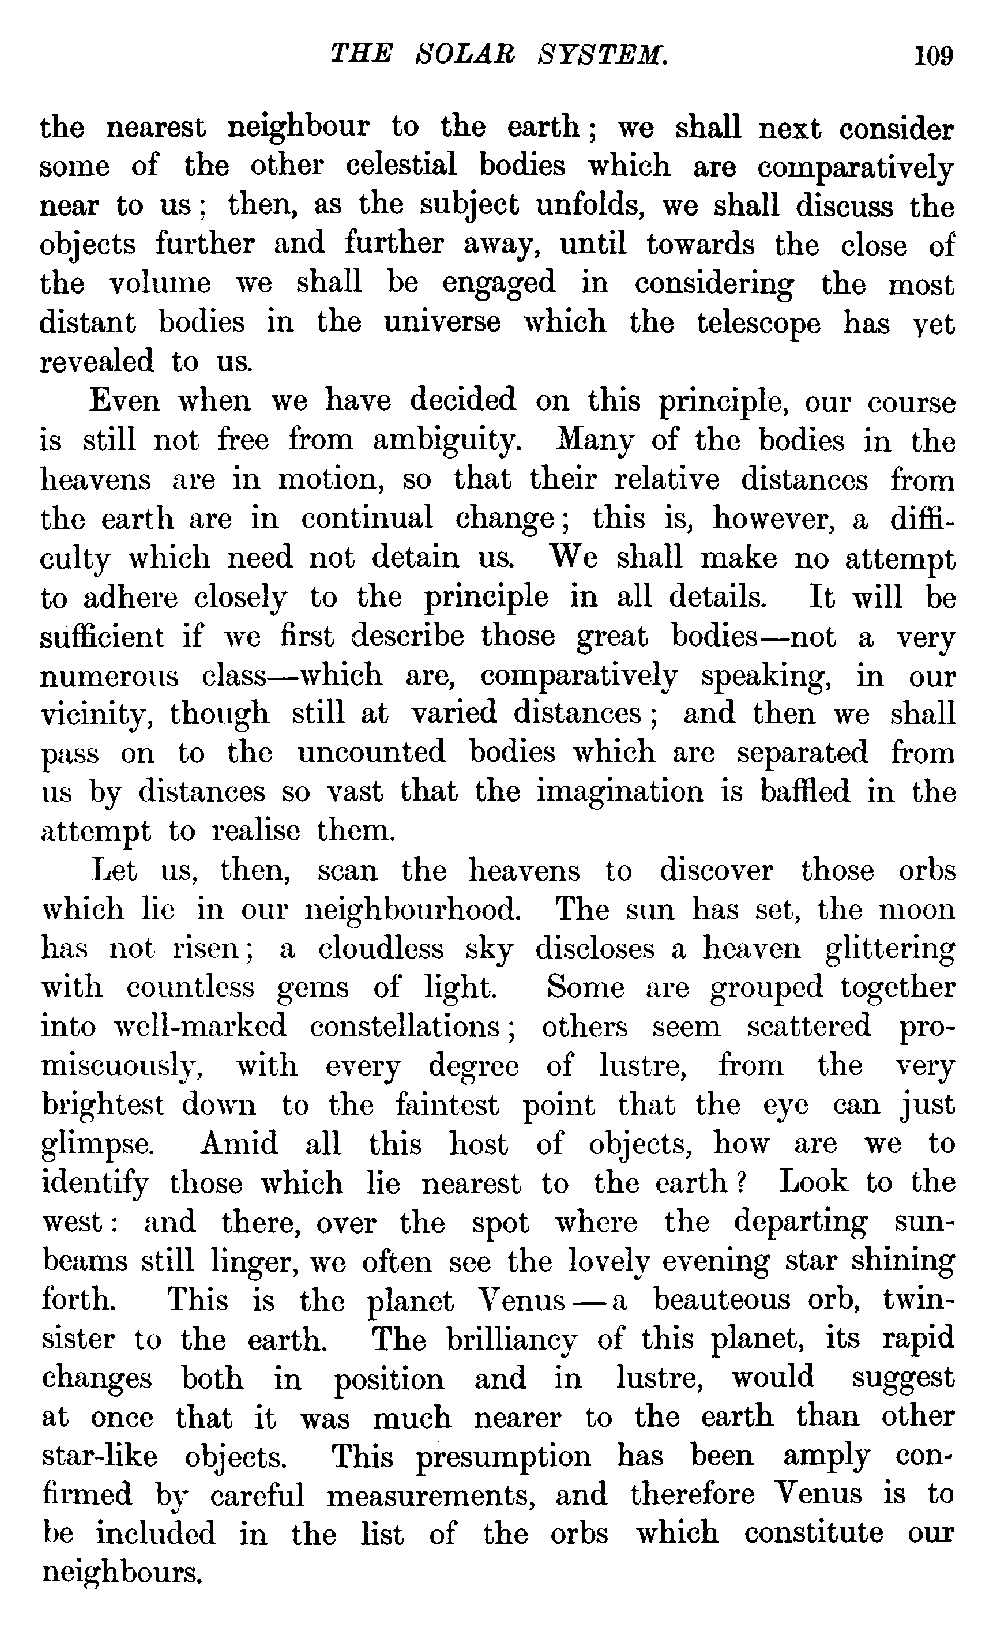 THE SOLAR SYSTEM. 109
the nearest neighbour to the earth; we shall next consider
some of the other celestial bodies which are comparatively
near to us; then, as the subject unfolds, we shall discuss the
objects further and further away, until towards the close of
the volume we shall be engaged in considering the most
distant bodies in the universe which the telescope has yet
revealed to us.
Even when we have decided on this principle, our course
is still not free from ambiguity. Many of the bodies in the
heavens are in motion, so that their relative distances from
the earth are in continual change; this is, however, a diffi-
culty which need not detain us. We shall make no attempt
to adhere closely to the principle in all details. It will be
sufficient if we first describe those great bodies—not a very
numerous class—which are, comparatively speaking, in our
vicinity, though still at varied distances; and then we shall
pass on to the uncounted bodies which are separated from
us by distances so vast that the imagination is baffled in the
attempt to realise them.
Let us, then, scan the heavens to discover those orbs
which lie in our neighbourhood. The sun has set, the moon
has not risen; a cloudless sky discloses a heaven glittering
with countless gems of light. Some are grouped together
into well-marked constellations; others seem scattered pro-
miscuously, with every degree of lustre, from the very
brightest down to the faintest point that the eye can just
glimpse. Amid all this host of objects, how are we to
identify those which lie nearest to the earth? Look to the
west: and there, over the spot where the departing sun-
beams still linger, we often see the lovely evening star shining
forth. This is the planet Venus—a beauteous orb, twin-
sister to the earth. The brilliancy of this planet, its rapid
changes both in position and in lustre, would suggest
at once that it was much nearer to the earth than other
star-like objects. This presumption has been amply con-
firmed by careful measurements, and therefore Venus is to
be included in the list of the orbs which constitute our
neighbours.